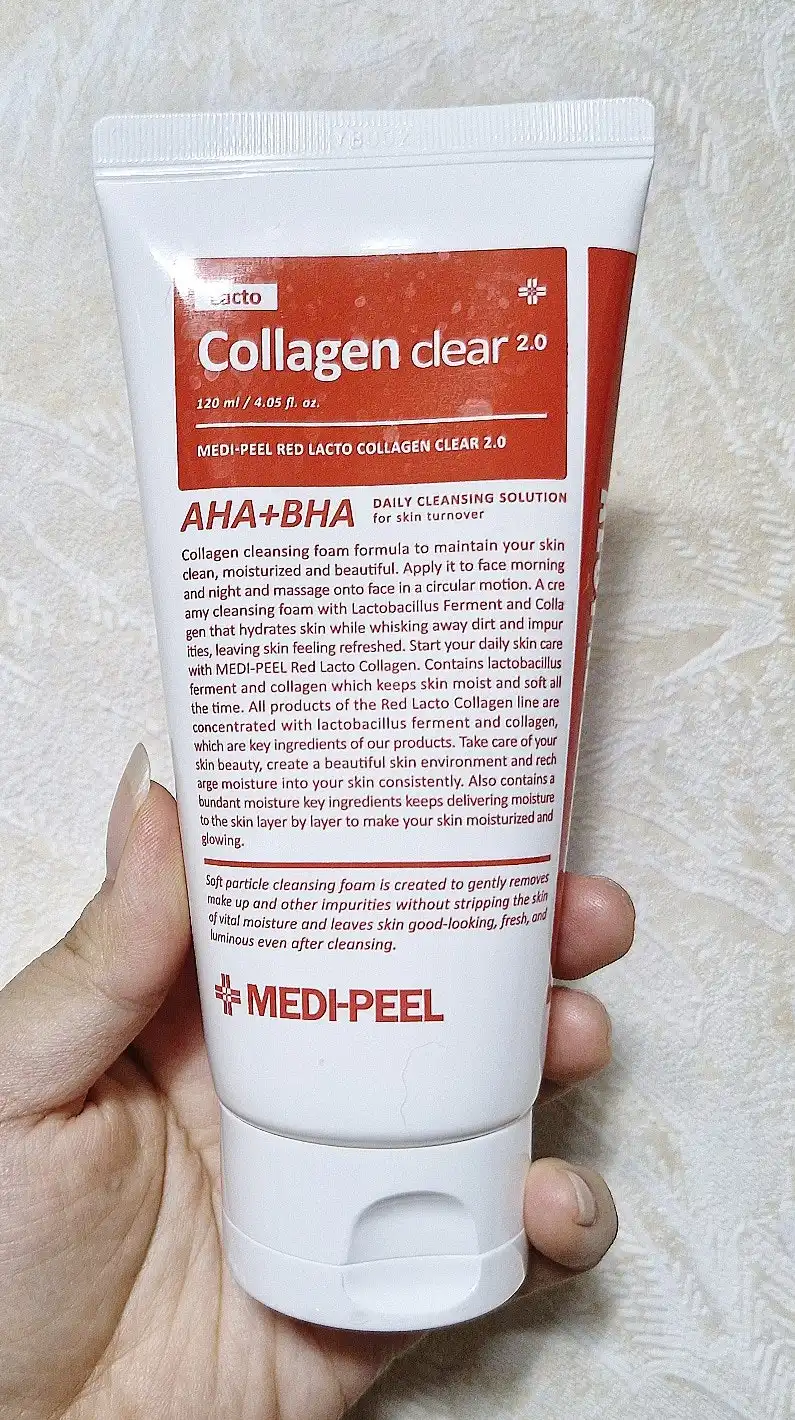 Lacto
Collagen clear 2.0
120 ml / 4.05 fl. oz.
MEDI-PEEL RED LACTO COLLAGEN CLEAR 2.0
AHA+BHA
DAILY CLEANSING SOLUTION
for skin turnover
Collagen cleansing foam formula to maintain your skin
clean, moisturized and beautiful. Apply it to face morning
and night and massage onto face in a circular motion. A cre
amy cleansing foam with Lactobacillus Ferment and Colla
gen that hydrates skin while whisking away dirt and impur
ities, leaving skin feeling refreshed. Start your daily skin care
with MEDI-PEEL Red Lacto Collagen. Contains lactobacillus
ferment and collagen which keeps skin moist and soft all
the time. All products of the Red Lacto Collagen line are
concentrated with lactobacillus ferment and collagen,
which are key ingredients of our products. Take care of your
skin beauty, create a beautiful skin environment and rech
arge moisture into your skin consistently. Also contains a
bundant moisture key ingredients keeps delivering moisture
to the skin layer by layer to make your skin moisturized and
glowing.
Soft particle cleansing foam is created to gently removes
make up and other impurities without stripping the skin
of vital moisture and leaves skin good-looking, fresh, and
luminous even after cleansing.
MEDI-PEEL